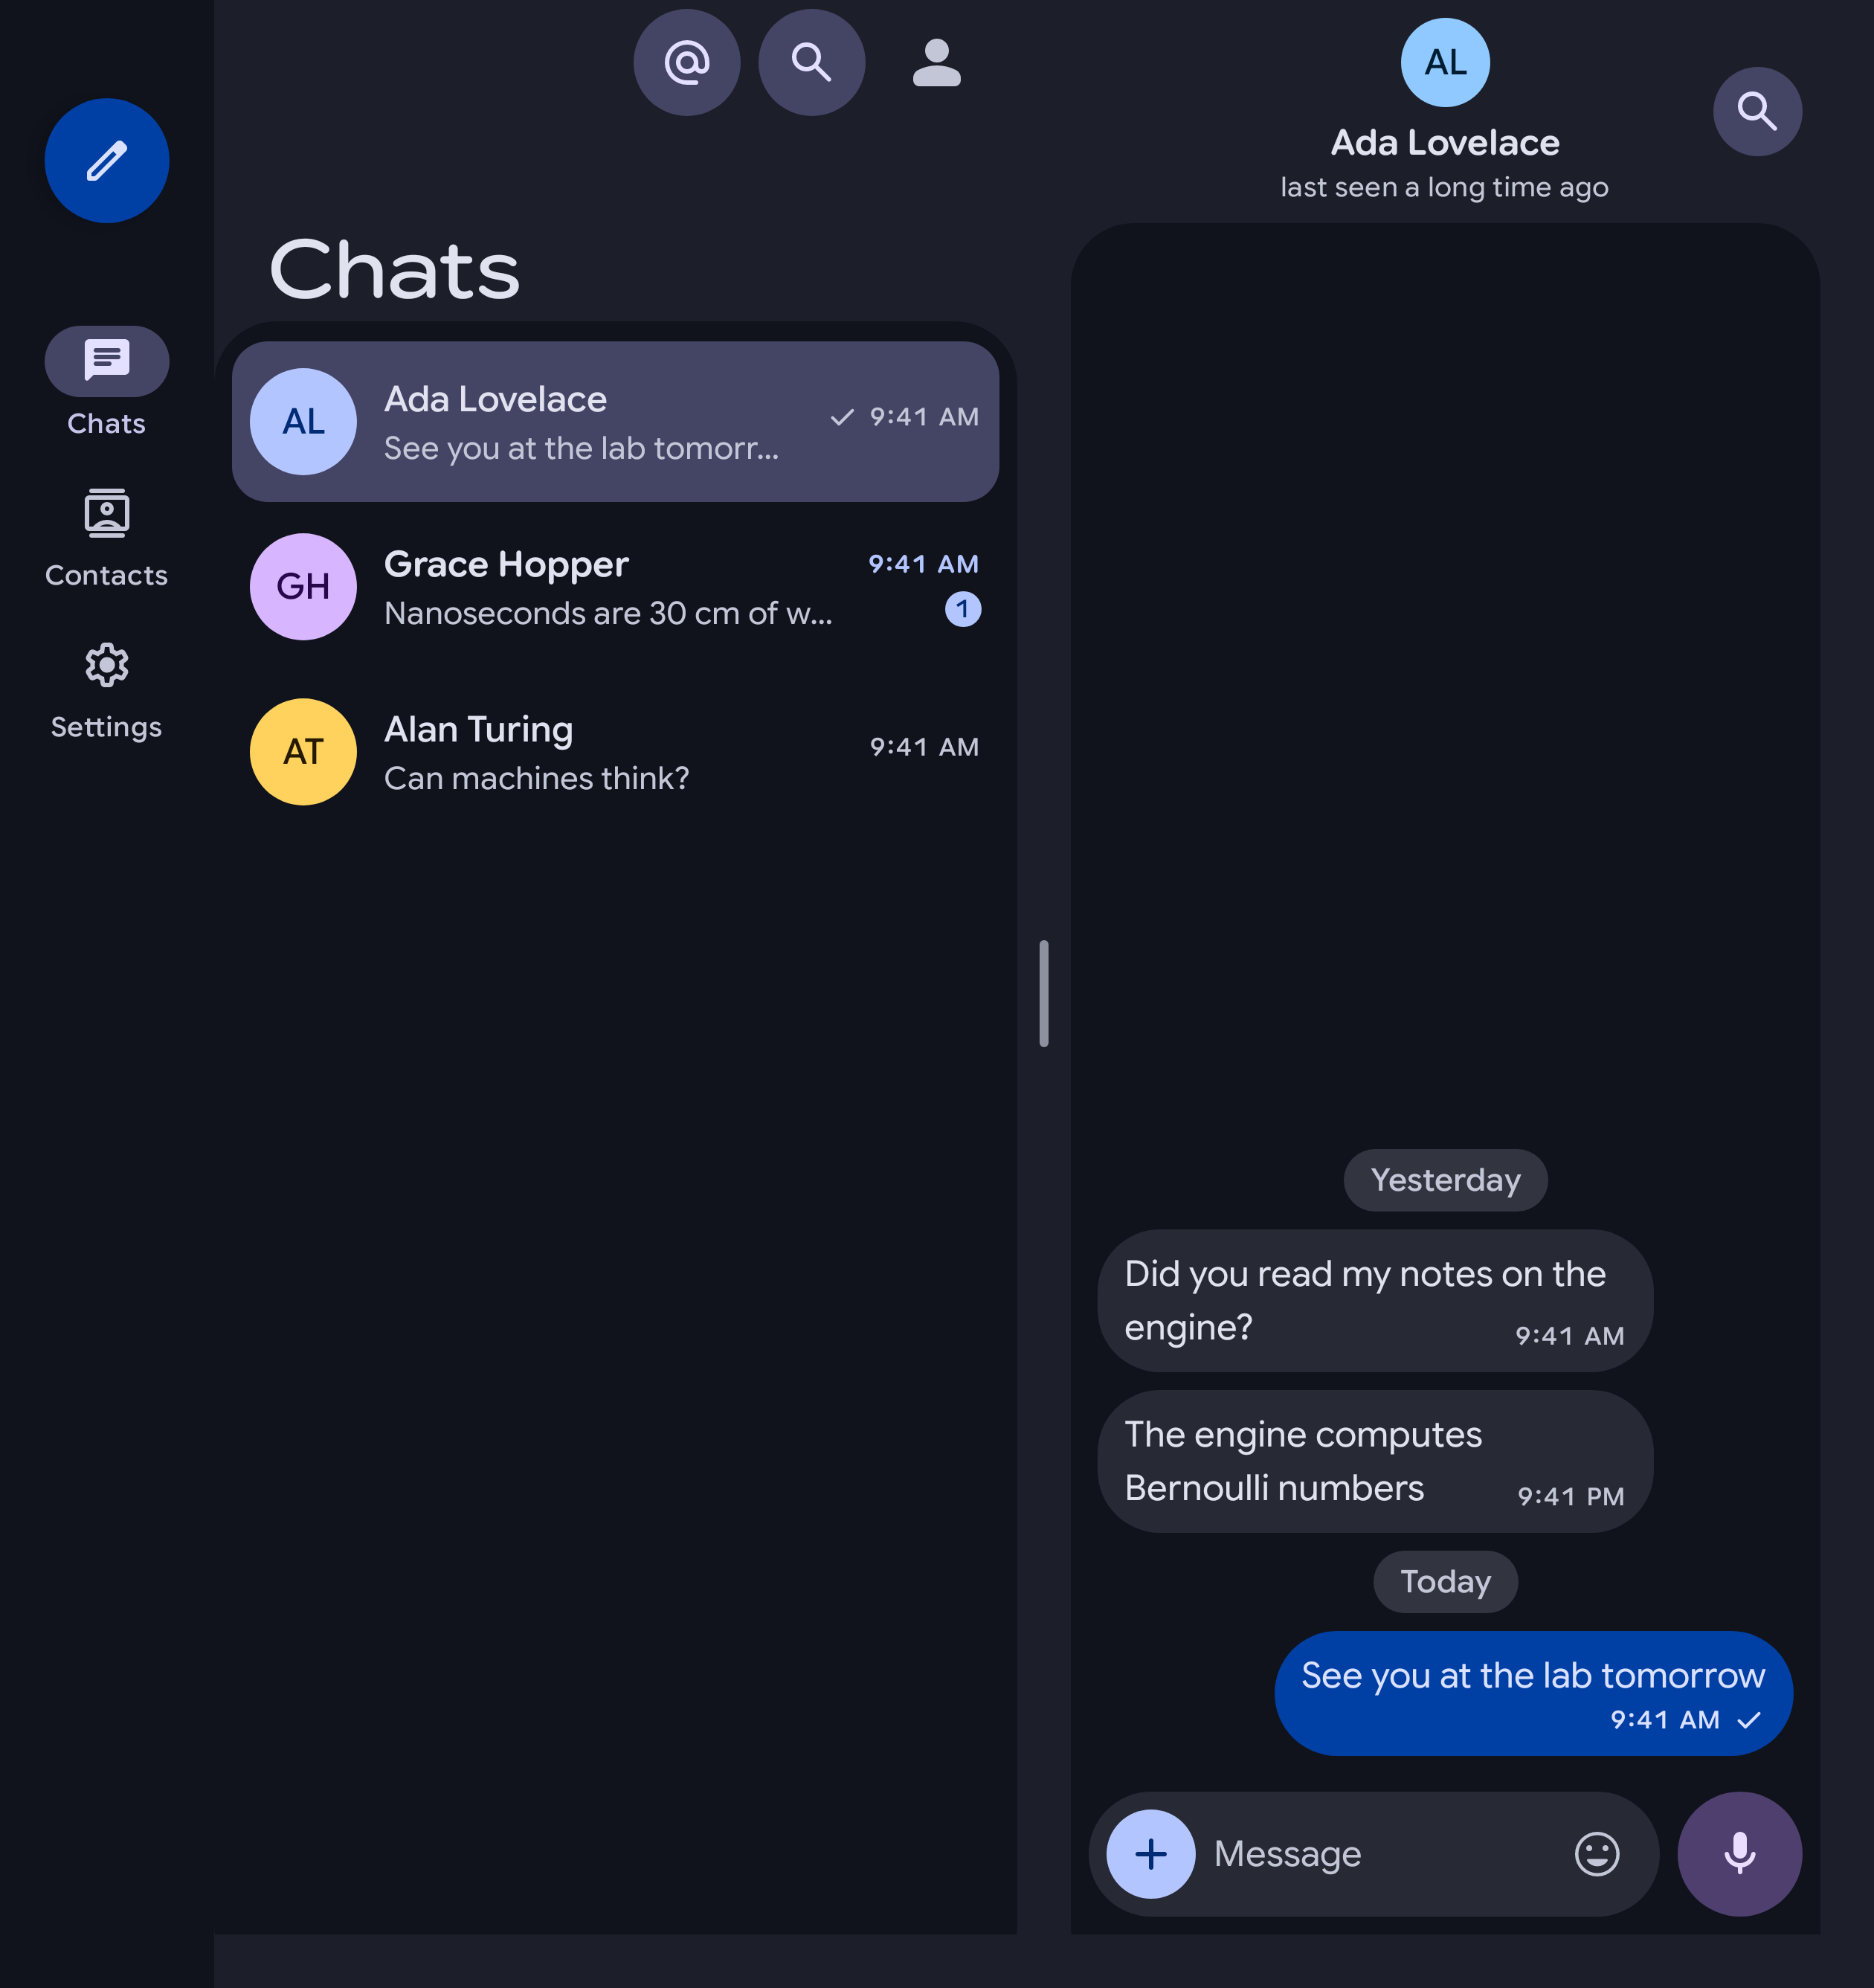 Chats
Contacts
Settings
Chats
AL
Ada Lovelace
9:41 AM
See you at the lab tomorr...
GH
Grace Hopper
9:41 AM
Nanoseconds are 30 cm of w...
1
AT
Alan Turing
9:41 AM
Can machines think?
AL
Ada Lovelace
last seen a long time ago
Yesterday
Did you read my notes on the
engine?
9:41 AM
The engine computes
Bernoulli numbers
9:41 PM
Today
See you at the lab tomorrow
9:41 AM
Message